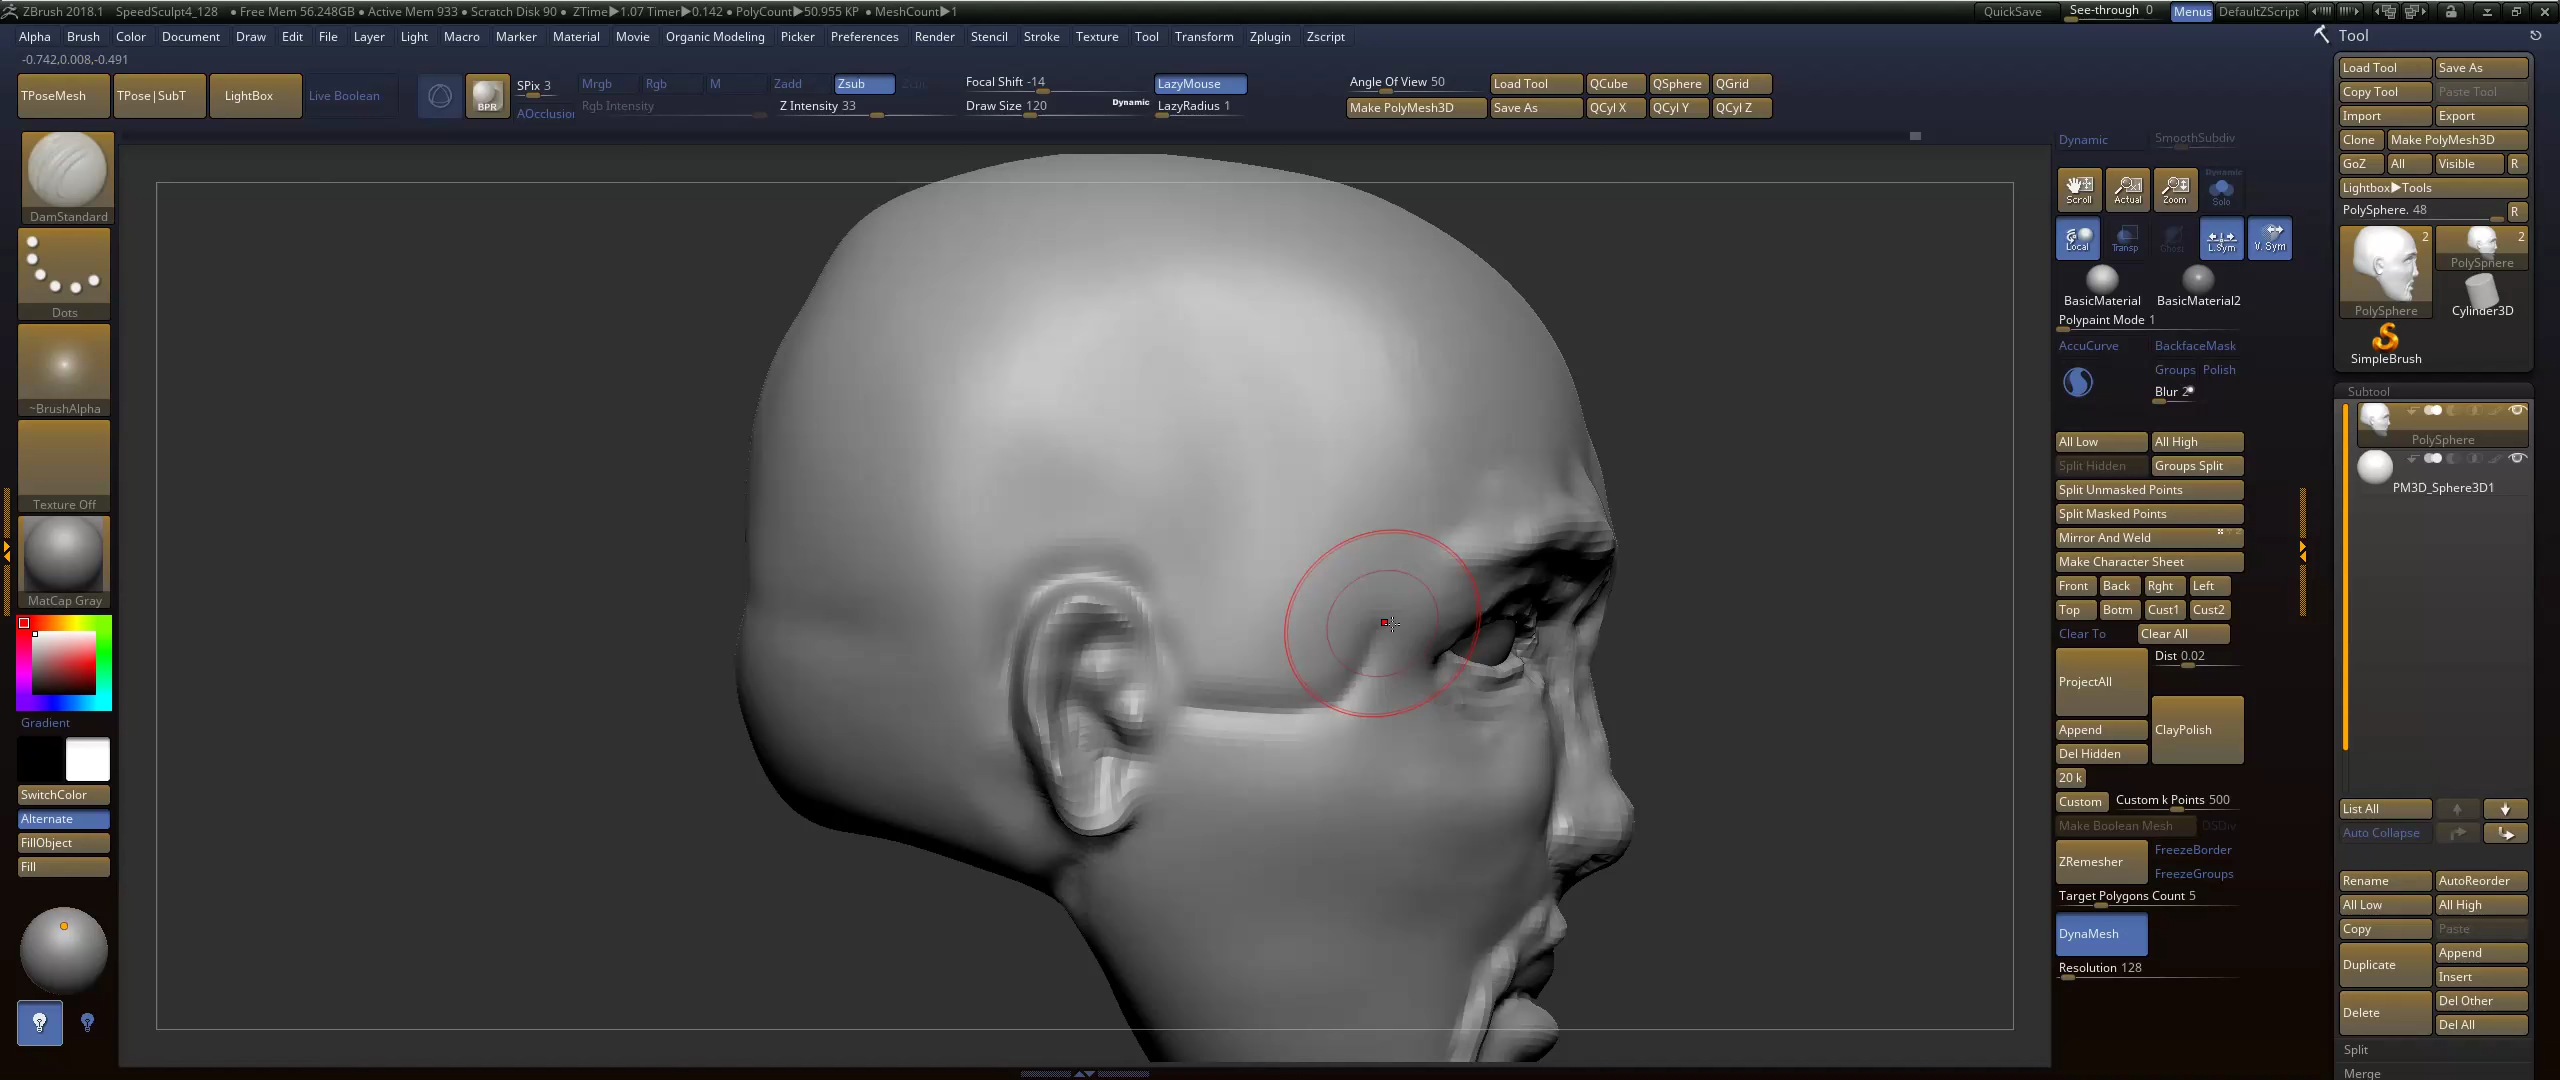 ZBrush 2018.1 SpeedSculpt4_128 ● Free Mem 56.248GB ● Active Mem 933 ● Scratch Disk 90 ● ZTime▶1.07 Timer▶0.142 ● PolyCount▶50.955 KP ● MeshCount▶1
QuickSave See-through 0 Menus DefaultZScript
Alpha Brush Color Document Draw Edit File Layer Light Macro Marker Material Movie Organic Modeling Picker Preferences Render Stencil Stroke Texture Tool Transform Zplugin Zscript
Tool
-0.742,0.008,-0.491
TPoseMesh TPose|SubT LightBox Live Boolean BPR
SPix 3
AOcclusion
Mrgb Rgb M Zadd Zsub
Rgb Intensity Z Intensity 33
Focal Shift -14
Draw Size 120 Dynamic
LazyMouse
LazyRadius 1
Angle Of View 50 Load Tool QCube QSphere QGrid
Make PolyMesh3D Save As QCyl X QCyl Y QCyl Z
DamStandard
Dots
~BrushAlpha
Texture Off
MatCap Gray
Gradient
SwitchColor
Alternate
FillObject
Fill
Dynamic SmoothSubdiv
Scroll Actual Zoom Dynamic Solo
Local Transp Ghost L.Sym V. Sym
BasicMaterial BasicMaterial2
Polypaint Mode 1
AccuCurve BackfaceMask
Groups Polish
Blur 2
All Low All High
Split Hidden Groups Split
Split Unmasked Points
Split Masked Points
Mirror And Weld
Make Character Sheet
Front Back Rght Left
Top Botm Cust1 Cust2
Clear To Clear All
ProjectAll Dist 0.02
Append ClayPolish
Del Hidden
20 k
Custom Custom k Points 500
Make Boolean Mesh DSDiv
ZRemesher FreezeBorder
FreezeGroups
Target Polygons Count 5
DynaMesh
Resolution 128
Load Tool Save As
Copy Tool Paste Tool
Import Export
Clone Make PolyMesh3D
GoZ All Visible R
Lightbox▶Tools
PolySphere. 48 R
2 2
PolySphere
PolySphere Cylinder3D
SimpleBrush
Subtool
PolySphere
PM3D_Sphere3D1
List All
Auto Collapse
Rename AutoReorder
All Low All High
Copy Paste
Duplicate Append
Insert
Delete Del Other
Del All
Split
Merge